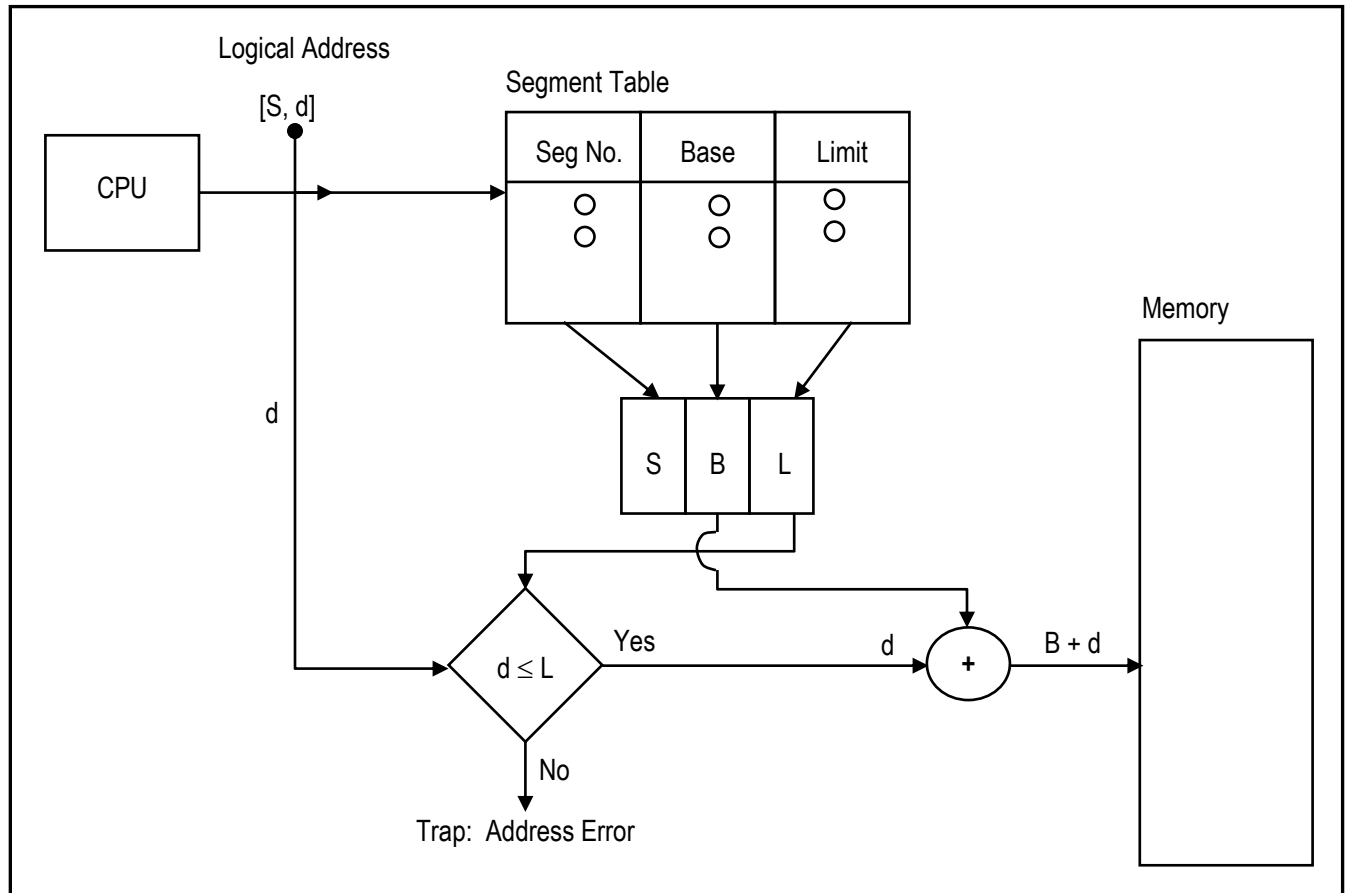 Logical Address
[S, d]
Segment Table
Seg No. Base Limit
CPU
Memory
d
S B L
Yes
d
B + d
d ≤ L
+
No
Trap: Address Error